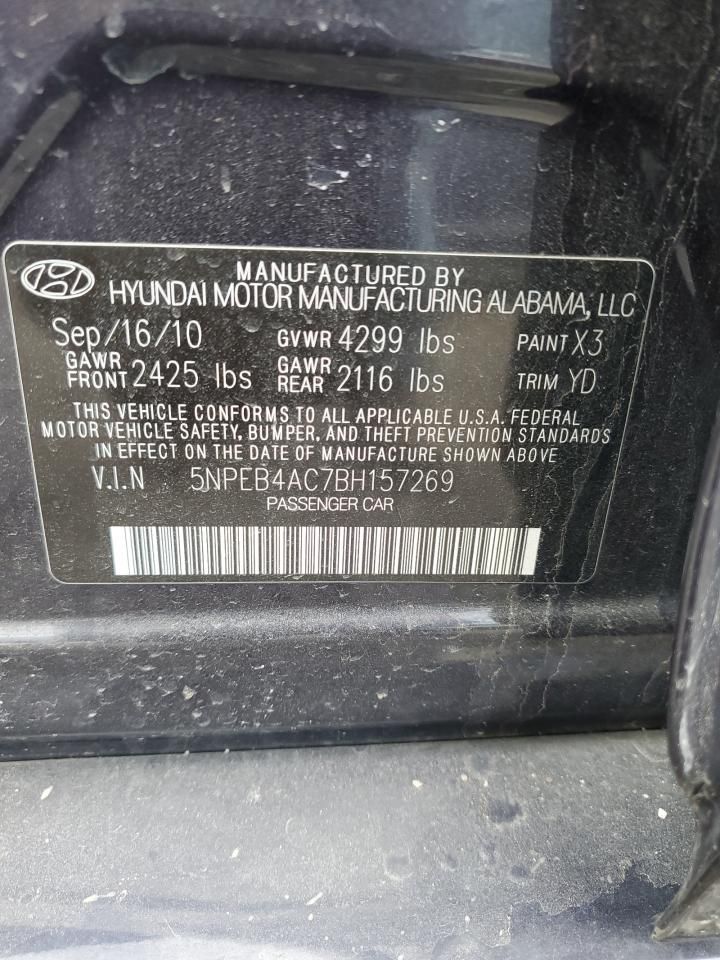 MANUFACTURED BY
HYUNDAI MOTOR MANUFACTURING ALABAMA, LLC
Sep/16/10 GVWR 4299 lbs PAINT X3
GAWR FRONT 2425 lbs GAWR REAR 2116 lbs TRIM YD
THIS VEHICLE CONFORMS TO ALL APPLICABLE U.S.A. FEDERAL
MOTOR VEHICLE SAFETY, BUMPER, AND THEFT PREVENTION STANDARDS
IN EFFECT ON THE DATE OF MANUFACTURE SHOWN ABOVE
V.I.N 5NPEB4AC7BH157269
PASSENGER CAR